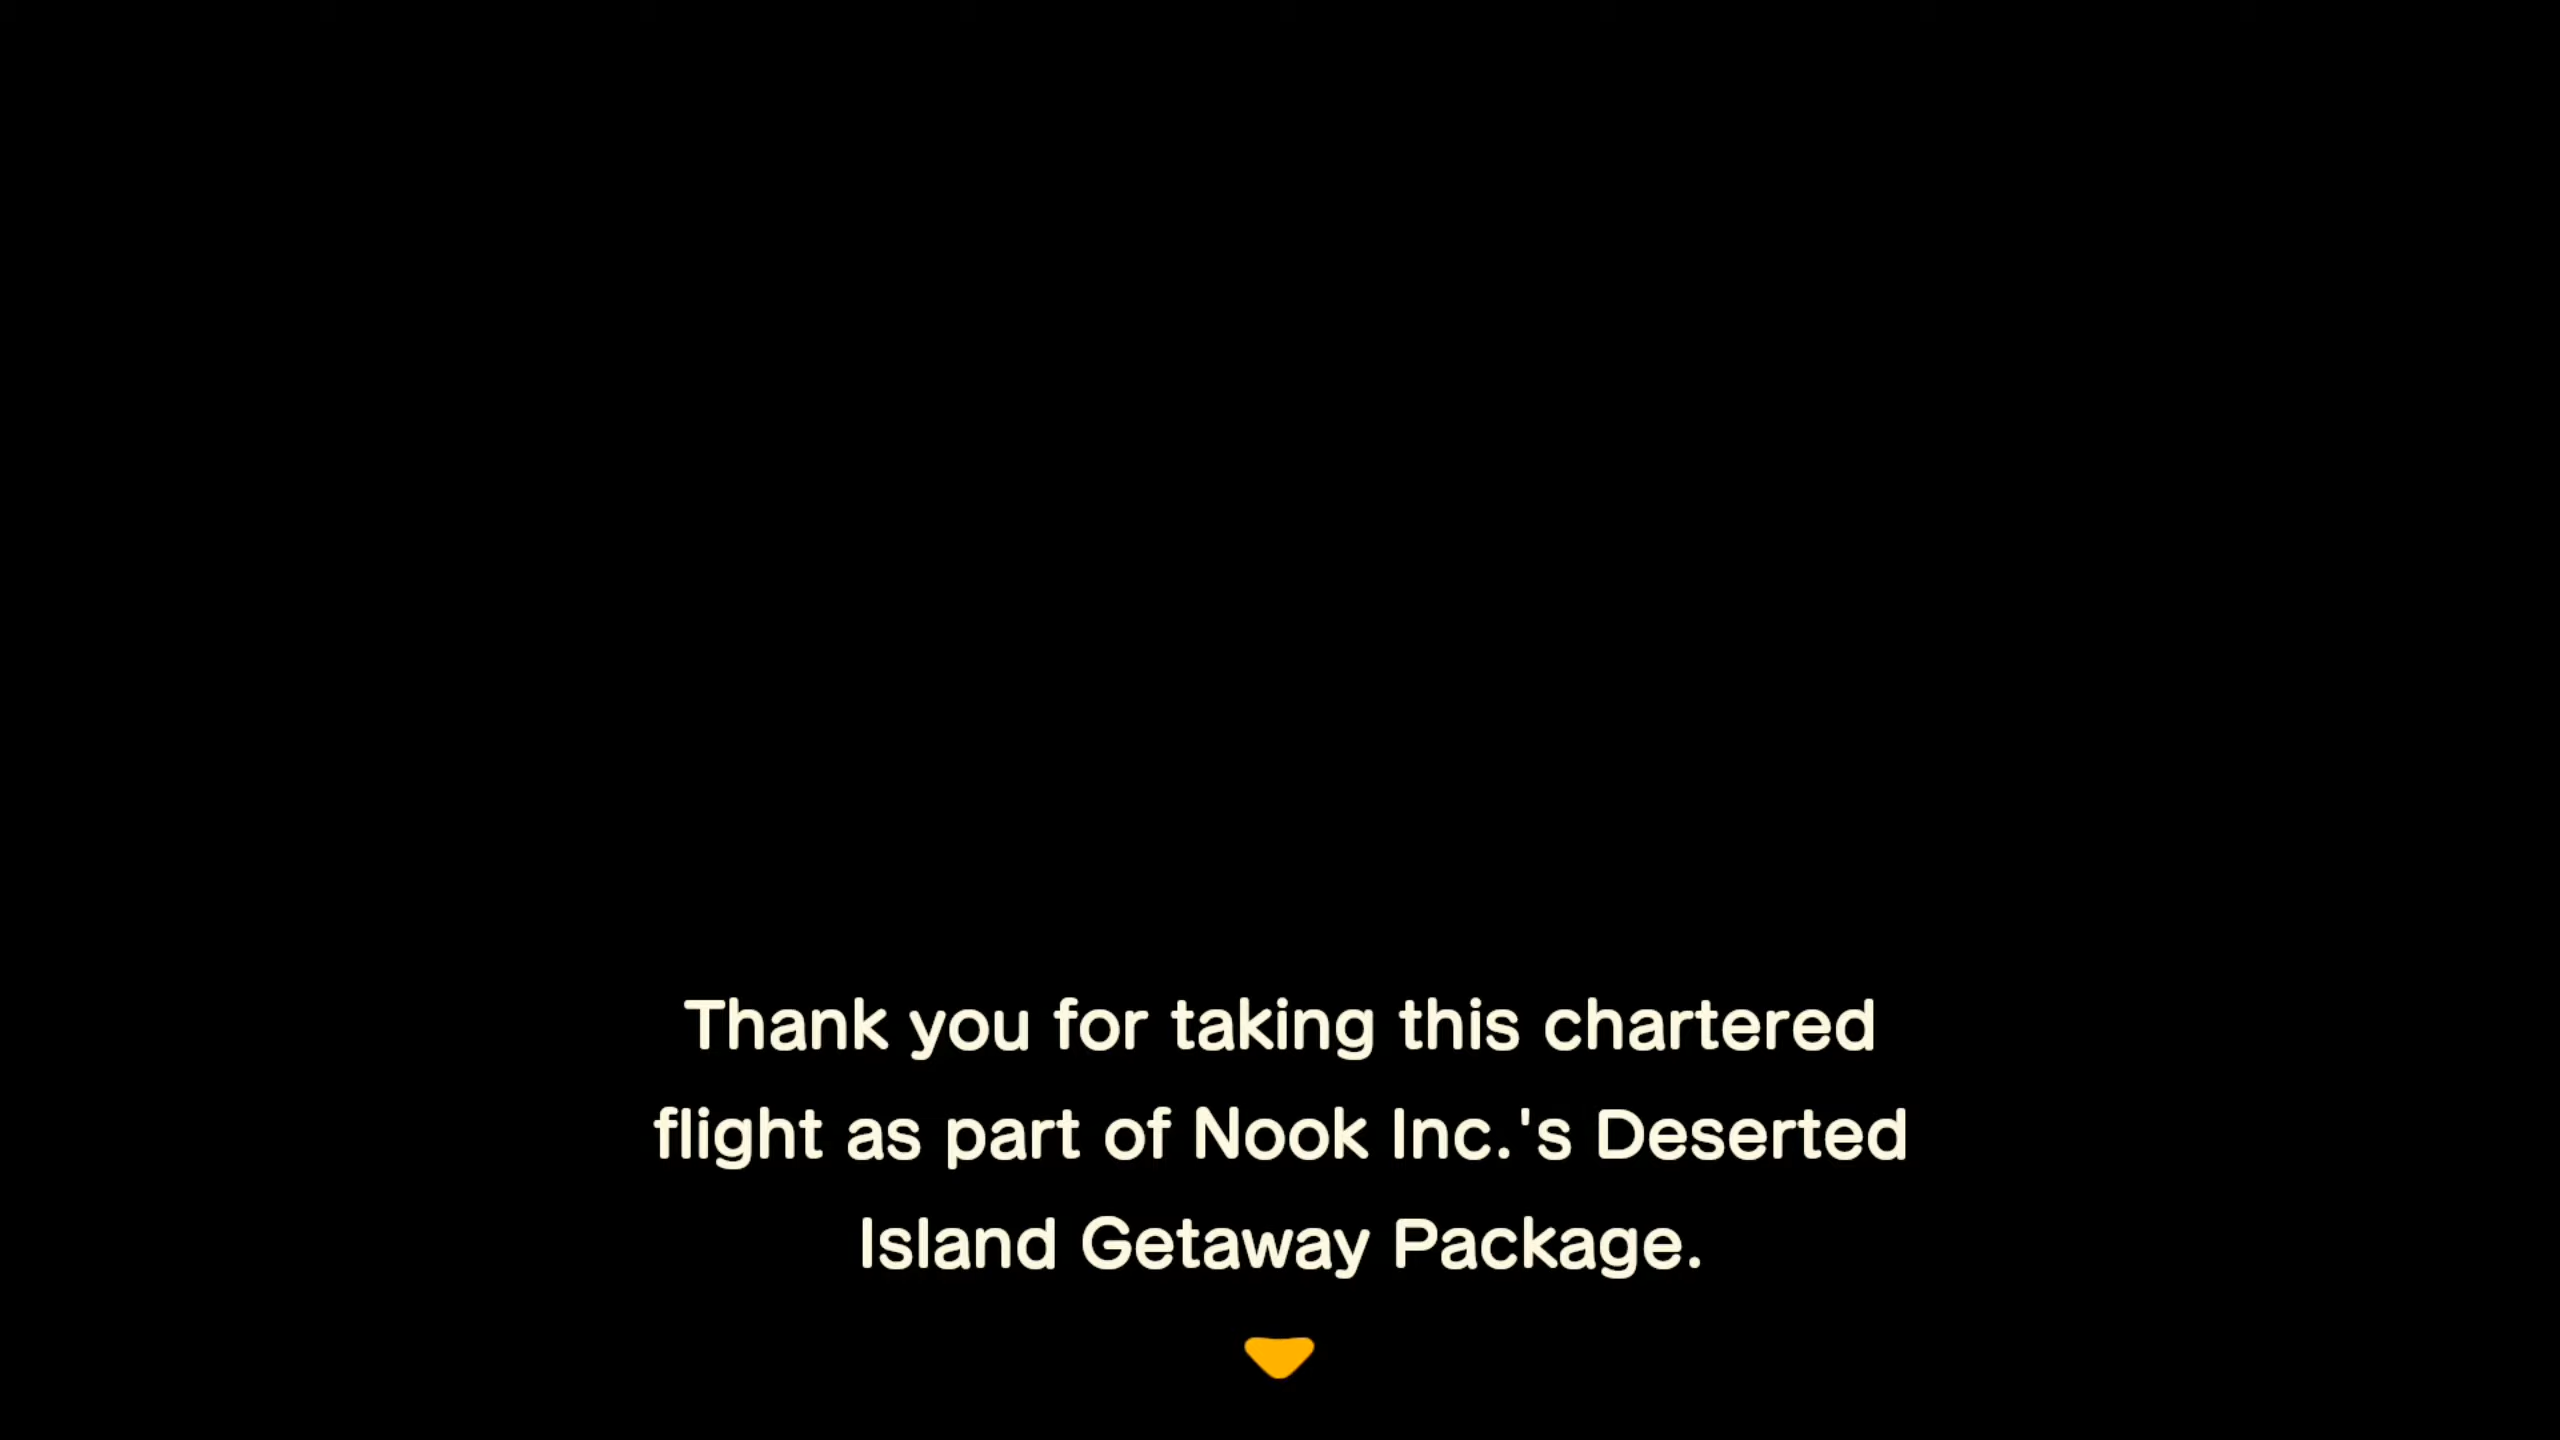 Thank you for taking this chartered
flight as part of Nook Inc.'s Deserted
Island Getaway Package.